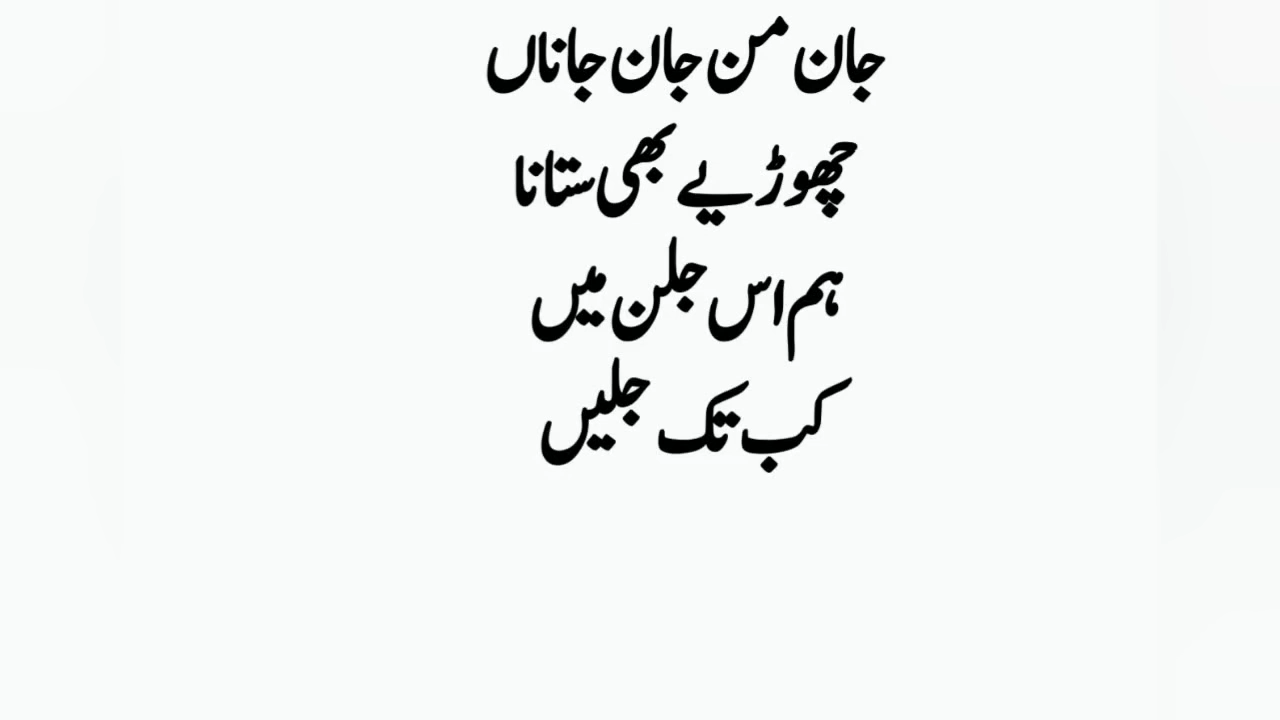 جان من جان جاناں
چھوڑیے بھی ستانا
ہم اس جلن میں
کب تک جلیں